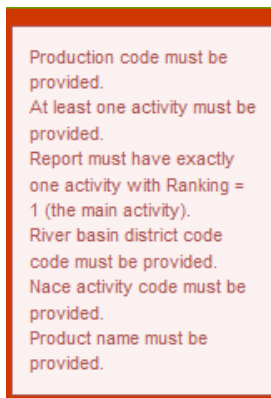 Production code must be
provided.
At least one activity must be
provided.
Report must have exactly
one activity with Ranking =
1 (the main activity).
River basin district code
code must be provided.
Nace activity code must be
provided.
Product name must be
provided.